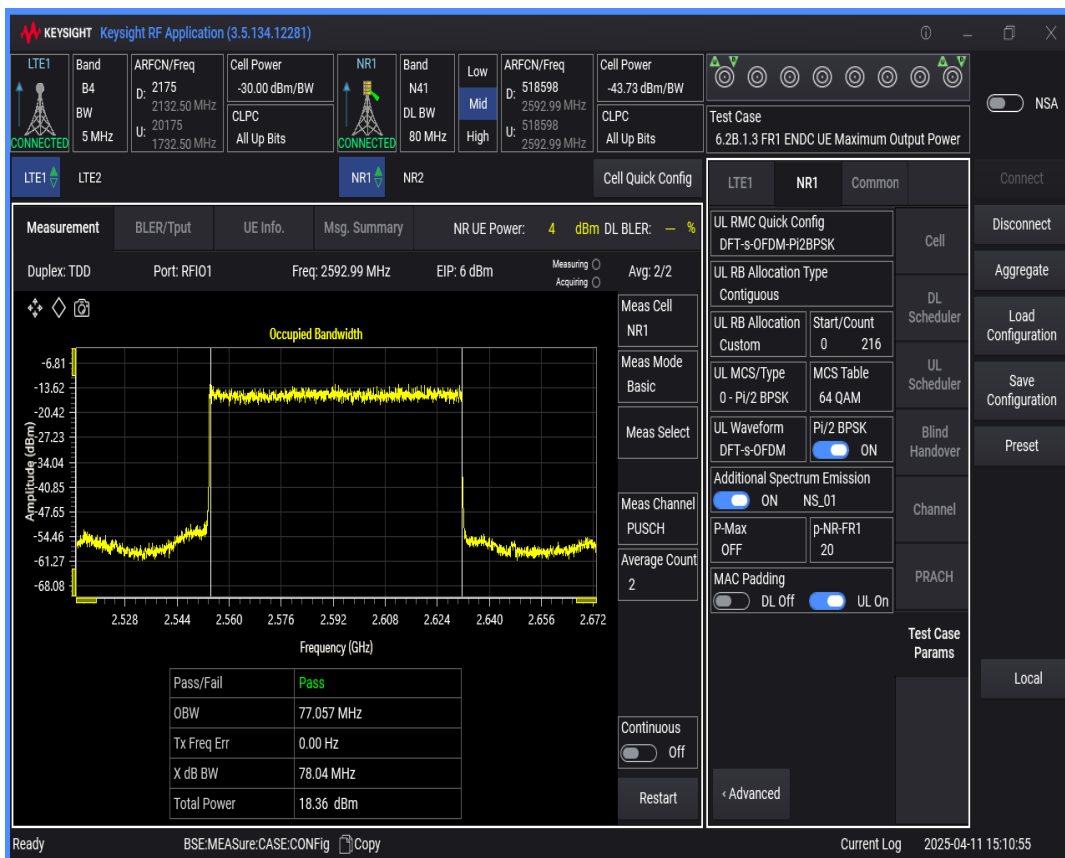 KEYSIGHT Keysight RF Application (3.5.134.12281)
LTE1
CONNECTED
Band
B4
BW
5 MHz
ARFCN/Freq
D: 2175
2132.50 MHz
U: 20175
1732.50 MHz
Cell Power
-30.00 dBm/BW
CLPC
All Up Bits
NR1
CONNECTED
Band
N41
DL BW
80 MHz
Low
Mid
High
ARFCN/Freq
D: 518598
2592.99 MHz
U: 518598
2592.99 MHz
Cell Power
-43.73 dBm/BW
CLPC
All Up Bits
Test Case
6.2B.1.3 FR1 ENDC UE Maximum Output Power
NSA
LTE1 LTE2 NR1 NR2 Cell Quick Config
Measurement BLER/Tput UE Info. Msg. Summary NR UE Power: 4 dBm DL BLER: — %
Duplex: TDD Port: RFIO1 Freq: 2592.99 MHz EIP: 6 dBm Measuring
Acquiring
Avg: 2/2
Occupied Bandwidth
Amplitude (dBm)
-6.81
-13.62
-20.42
-27.23
-34.04
-40.85
-47.65
-54.46
-61.27
-68.08
2.528 2.544 2.560 2.576 2.592 2.608 2.624 2.640 2.656 2.672
Frequency (GHz)
Pass/Fail Pass
OBW 77.057 MHz
Tx Freq Err 0.00 Hz
X dB BW 78.04 MHz
Total Power 18.36 dBm
Meas Cell
NR1
Meas Mode
Basic
Meas Select
Meas Channel
PUSCH
Average Count
2
Continuous
Off
Restart
LTE1 NR1 Common
UL RMC Quick Config
DFT-s-OFDM-Pi2BPSK
UL RB Allocation Type
Contiguous
UL RB Allocation Start/Count
Custom 0 216
UL MCS/Type MCS Table
0 - Pi/2 BPSK 64 QAM
UL Waveform Pi/2 BPSK
DFT-s-OFDM ON
Additional Spectrum Emission
ON NS_01
P-Max p-NR-FR1
OFF 20
MAC Padding
DL Off UL On
‹ Advanced
Cell
DL
Scheduler
UL
Scheduler
Blind
Handover
Channel
PRACH
Test Case
Params
Connect
Disconnect
Aggregate
Load
Configuration
Save
Configuration
Preset
Local
Ready BSE:MEASure:CASE:CONFig Copy Current Log 2025-04-11 15:10:55